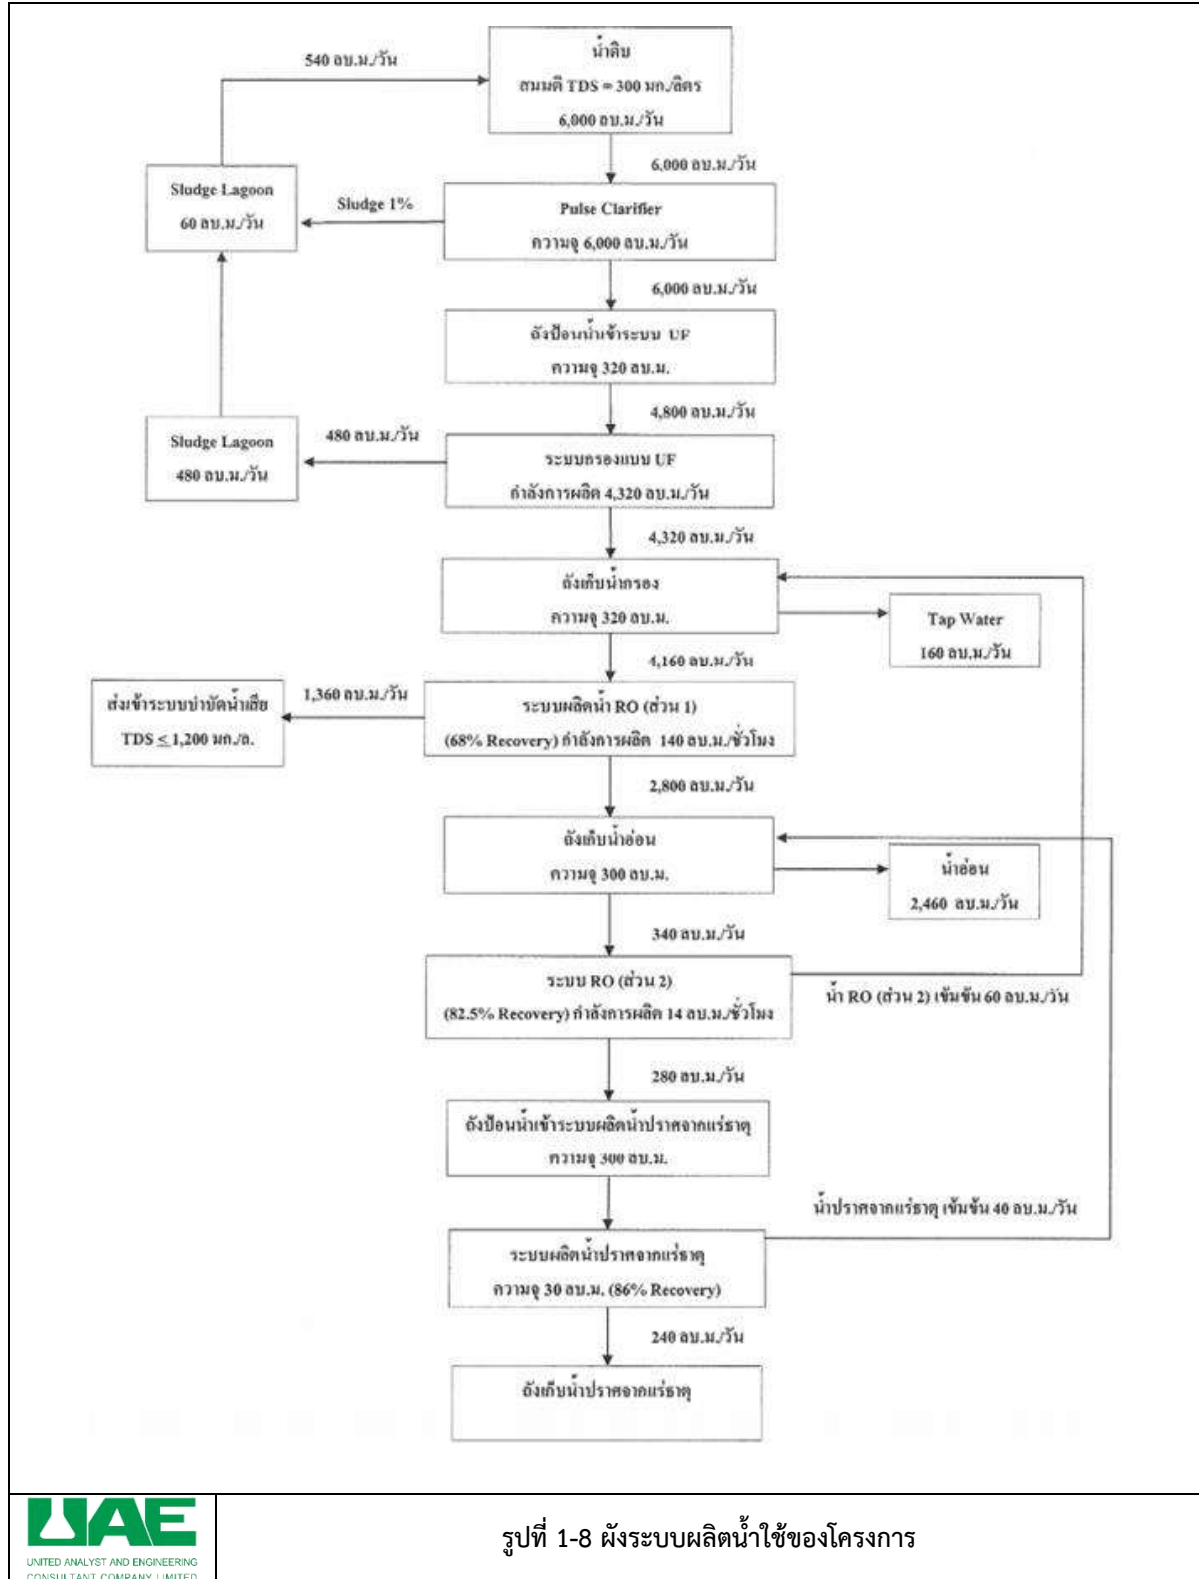 น้ำดิบ
สมมติ TDS = 300 มก./ลิตร
6,000 ลบ.ม./วัน
540 ลบ.ม./วัน
6,000 ลบ.ม./วัน
Sludge Lagoon
60 ลบ.ม./วัน
Sludge 1%
Pulse Clarifier
ความจุ 6,000 ลบ.ม./วัน
6,000 ลบ.ม./วัน
ถังป้อนน้ำเข้าระบบ UF
ความจุ 320 ลบ.ม.
4,800 ลบ.ม./วัน
Sludge Lagoon
480 ลบ.ม./วัน
480 ลบ.ม./วัน
ระบบกรองแบบ UF
กำลังการผลิต 4,320 ลบ.ม./วัน
4,320 ลบ.ม./วัน
ถังเก็บน้ำกรอง
ความจุ 320 ลบ.ม.
Tap Water
160 ลบ.ม./วัน
4,160 ลบ.ม./วัน
ส่งเข้าระบบบำบัดน้ำเสีย
TDS ≤ 1,200 มก./ล.
1,360 ลบ.ม./วัน
ระบบผลิตน้ำ RO (ส่วน 1)
(68% Recovery) กำลังการผลิต 140 ลบ.ม./ชั่วโมง
2,800 ลบ.ม./วัน
ถังเก็บน้ำอ่อน
ความจุ 300 ลบ.ม.
น้ำอ่อน
2,460 ลบ.ม./วัน
340 ลบ.ม./วัน
ระบบ RO (ส่วน 2)
(82.5% Recovery) กำลังการผลิต 14 ลบ.ม./ชั่วโมง
น้ำ RO (ส่วน 2) เข้มข้น 60 ลบ.ม./วัน
280 ลบ.ม./วัน
ถังป้อนน้ำเข้าระบบผลิตน้ำปราศจากแร่ธาตุ
ความจุ 300 ลบ.ม.
น้ำปราศจากแร่ธาตุ เข้มข้น 40 ลบ.ม./วัน
ระบบผลิตน้ำปราศจากแร่ธาตุ
ความจุ 30 ลบ.ม. (86% Recovery)
240 ลบ.ม./วัน
ถังเก็บน้ำปราศจากแร่ธาตุ
UAE
UNITED ANALYST AND ENGINEERING
CONSULTANT COMPANY LIMITED
รูปที่ 1-8 ผังระบบผลิตน้ำใช้ของโครงการ